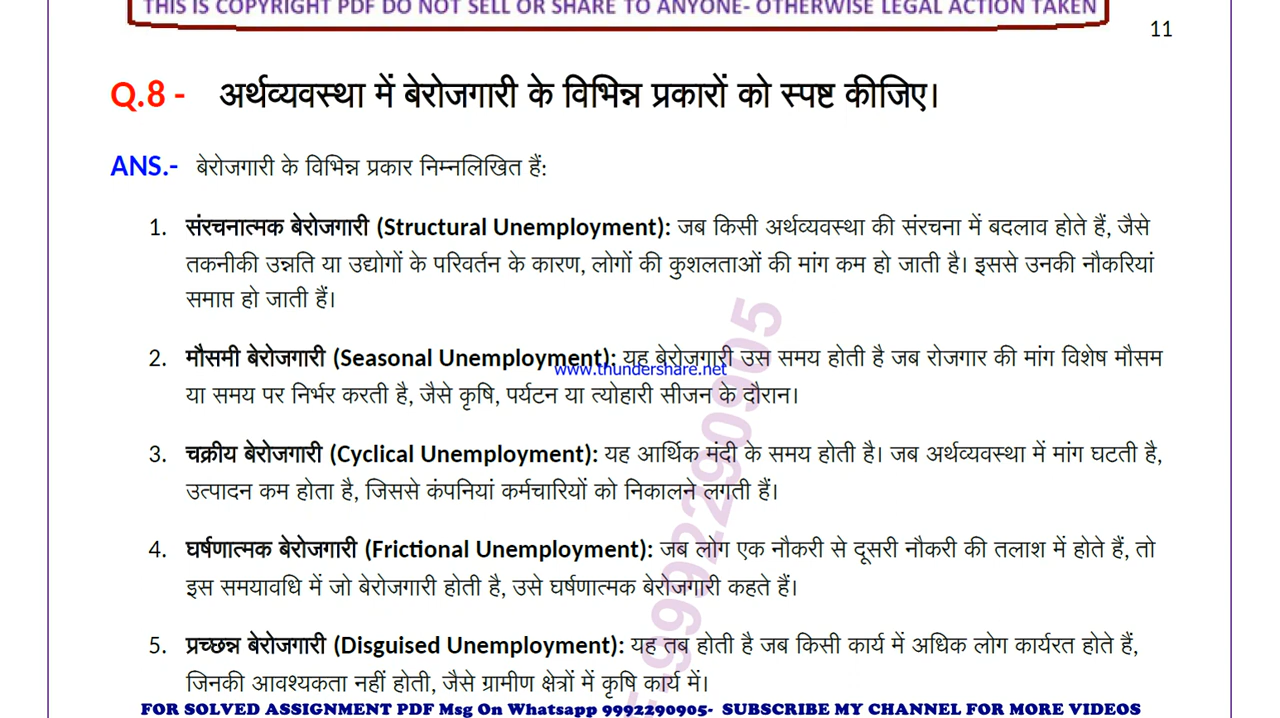 THIS IS COPYRIGHT PDF DO NOT SELL OR SHARE TO ANYONE- OTHERWISE LEGAL ACTION TAKEN
11
Q.8 - अर्थव्यवस्था में बेरोजगारी के विभिन्न प्रकारों को स्पष्ट कीजिए।
ANS.- बेरोजगारी के विभिन्न प्रकार निम्नलिखित हैं:
1. संरचनात्मक बेरोजगारी (Structural Unemployment): जब किसी अर्थव्यवस्था की संरचना में बदलाव होते हैं, जैसे
तकनीकी उन्नति या उद्योगों के परिवर्तन के कारण, लोगों की कुशलताओं की मांग कम हो जाती है। इससे उनकी नौकरियां
समाप्त हो जाती हैं।
2. मौसमी बेरोजगारी (Seasonal Unemployment): यह बेरोजगारी उस समय होती है जब रोजगार की मांग विशेष मौसम
www.thundershare.net
या समय पर निर्भर करती है, जैसे कृषि, पर्यटन या त्योहारी सीजन के दौरान।
3. चक्रीय बेरोजगारी (Cyclical Unemployment): यह आर्थिक मंदी के समय होती है। जब अर्थव्यवस्था में मांग घटती है,
उत्पादन कम होता है, जिससे कंपनियां कर्मचारियों को निकालने लगती हैं।
4. घर्षणात्मक बेरोजगारी (Frictional Unemployment): जब लोग एक नौकरी से दूसरी नौकरी की तलाश में होते हैं, तो
इस समयावधि में जो बेरोजगारी होती है, उसे घर्षणात्मक बेरोजगारी कहते हैं।
5. प्रच्छन्न बेरोजगारी (Disguised Unemployment): यह तब होती है जब किसी कार्य में अधिक लोग कार्यरत होते हैं,
जिनकी आवश्यकता नहीं होती, जैसे ग्रामीण क्षेत्रों में कृषि कार्य में।
-9992290905
FOR SOLVED ASSIGNMENT PDF Msg On Whatsapp 9992290905- SUBSCRIBE MY CHANNEL FOR MORE VIDEOS